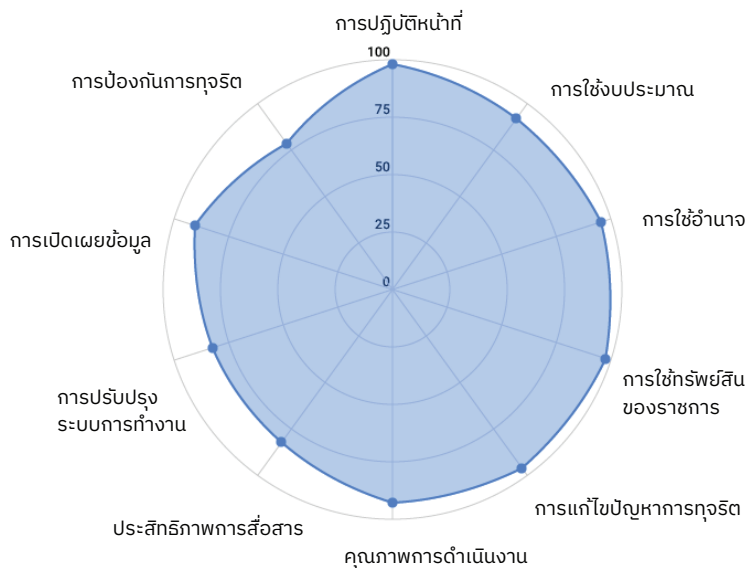 การปฏิบัติหน้าที่
100
การป้องกันการทุจริต
การใช้งบประมาณ
75
50
การใช้อำนาจ
25
การเปิดเผยข้อมูล
0
การใช้ทรัพย์สิน
ของราชการ
การปรับปรุง
ระบบการทำงาน
การแก้ไขปัญหาการทุจริต
ประสิทธิภาพการสื่อสาร
คุณภาพการดำเนินงาน